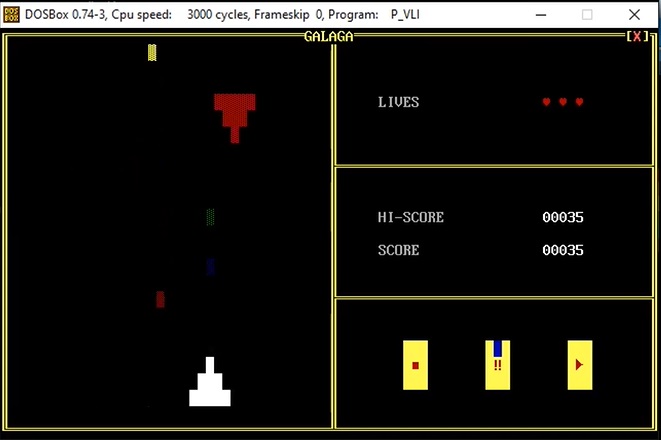 DOSBox 0.74-3, Cpu speed: 3000 cycles, Frameskip 0, Program: P_VLI
GALAGA
[X]
LIVES ♥ ♥ ♥
HI-SCORE 00035
SCORE 00035
!!